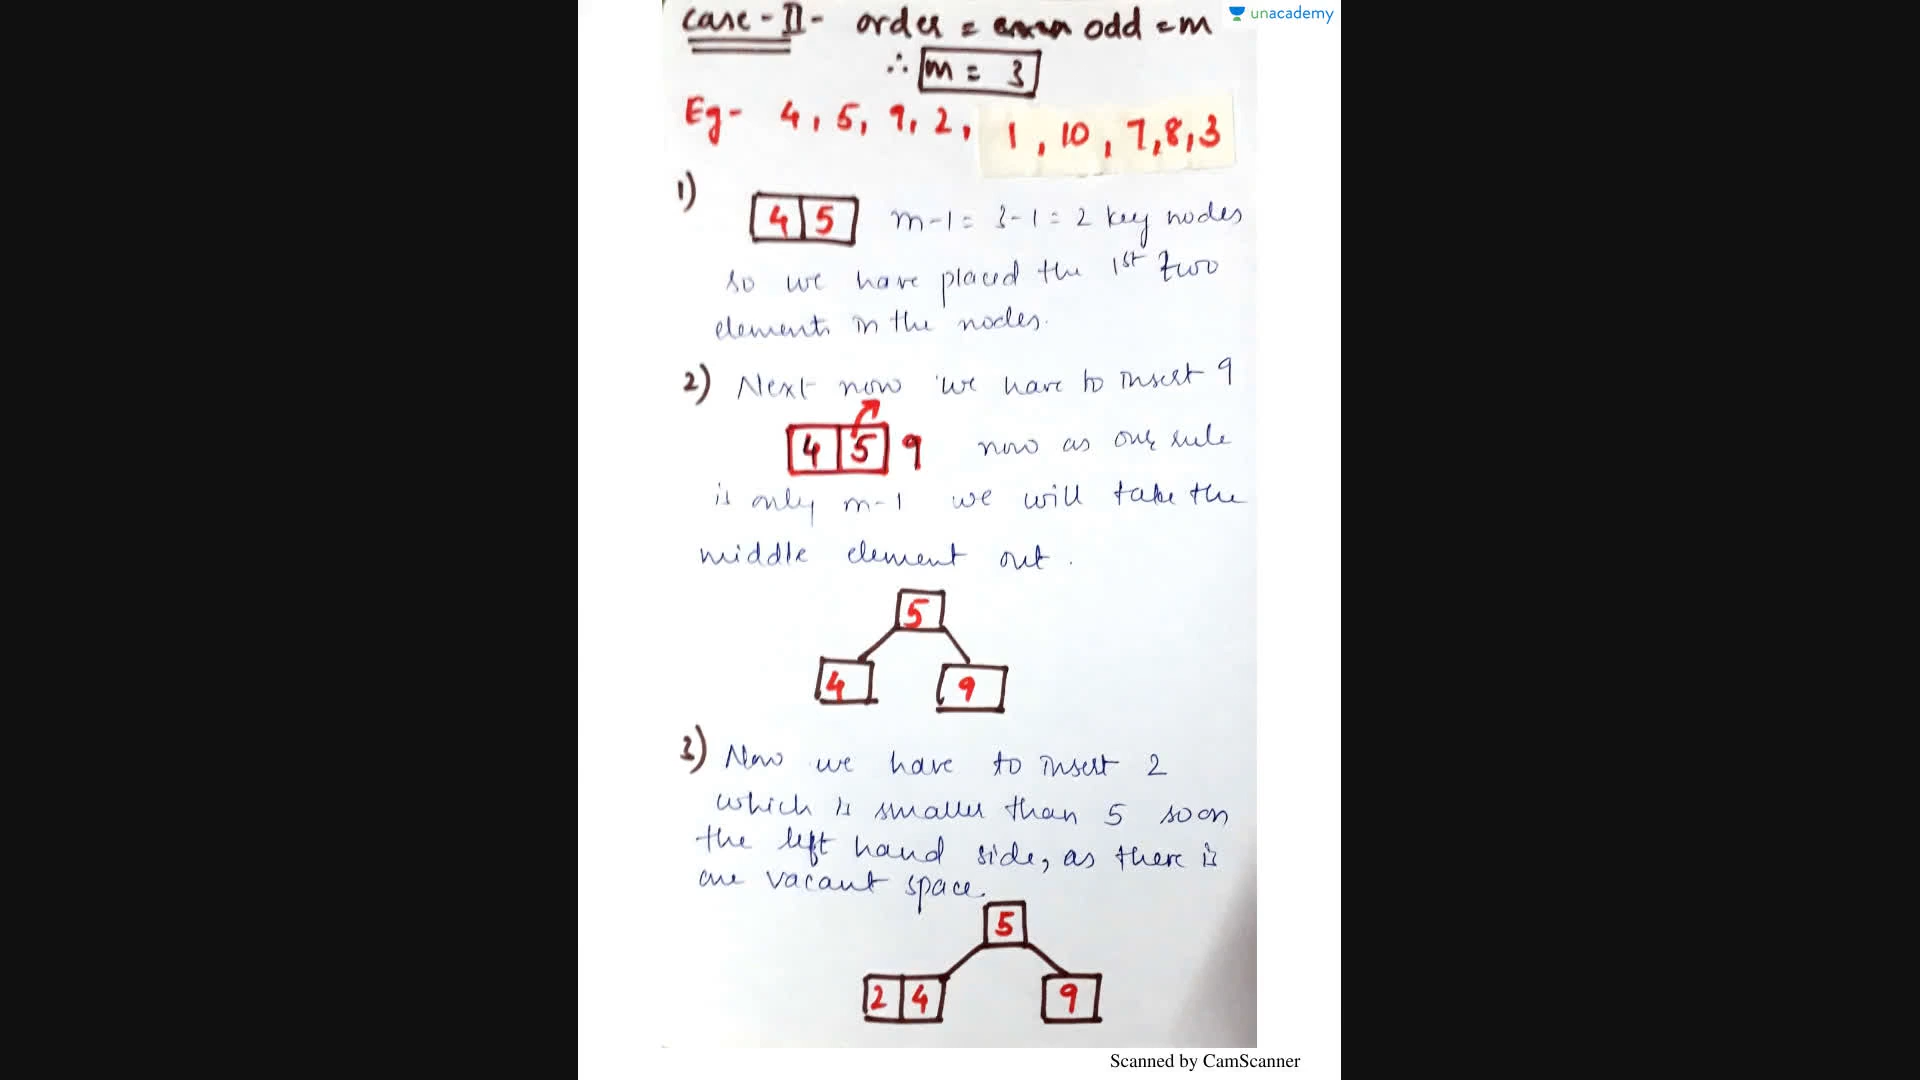 Case-II- order = odd = m
unacademy
∴ m = 3
Eg- 4, 5, 9, 2, 1, 10, 7, 8, 3
1)
4 5 m-1 = 3-1 = 2 key nodes
so we have placed the 1st two
elements in the nodes.
2) Next now we have to insert 9
4 5 9 now as our rule
is only m-1 we will take the
middle element out.
5
4 9
3) Now we have to insert 2
which is smaller than 5 so on
the left hand side, as there is
one vacant space.
5
2 4 9
Scanned by CamScanner